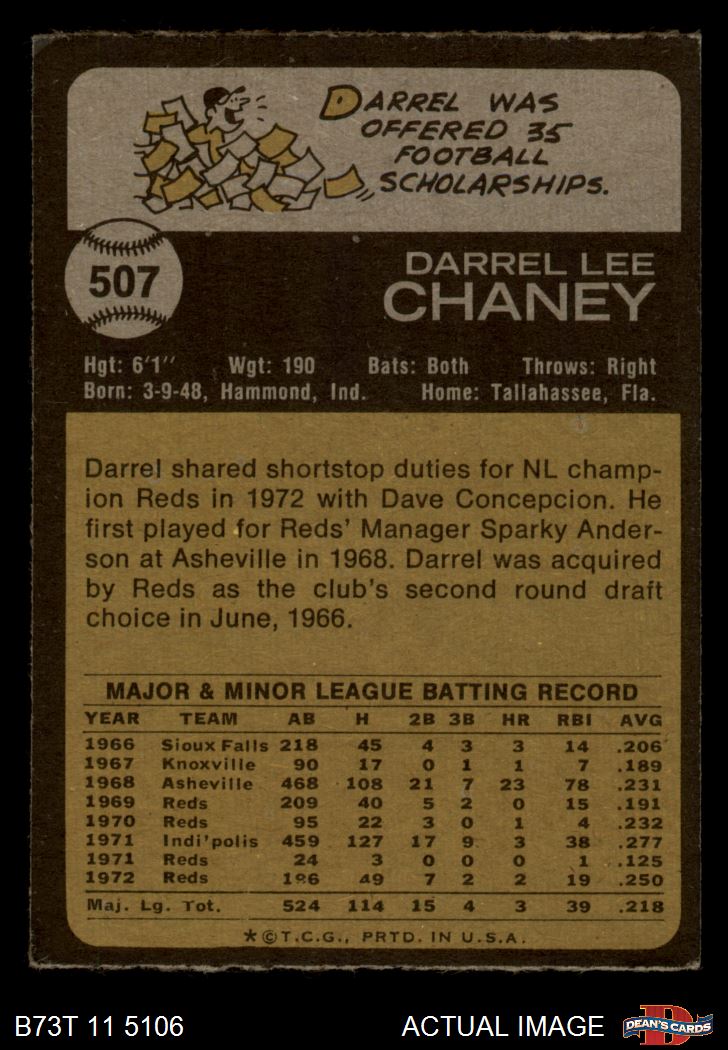 DARREL WAS
OFFERED 35
FOOTBALL
SCHOLARSHIPS.
507
DARREL LEE
CHANEY
Hgt: 6'1" Wgt: 190 Bats: Both Throws: Right
Born: 3-9-48, Hammond, Ind. Home: Tallahassee, Fla.
Darrel shared shortstop duties for NL champ-
ion Reds in 1972 with Dave Concepcion. He
first played for Reds' Manager Sparky Ander-
son at Asheville in 1968. Darrel was acquired
by Reds as the club's second round draft
choice in June, 1966.
MAJOR & MINOR LEAGUE BATTING RECORD
YEAR TEAM AB H 2B 3B HR RBI AVG
1966 Sioux Falls 218 45 4 3 3 14 .206
1967 Knoxville 90 17 0 1 1 7 .189
1968 Asheville 468 108 21 7 23 78 .231
1969 Reds 209 40 5 2 0 15 .191
1970 Reds 95 22 3 0 1 4 .232
1971 Indi'polis 459 127 17 9 3 38 .277
1971 Reds 24 3 0 0 0 1 .125
1972 Reds 196 49 7 2 2 19 .250
Maj. Lg. Tot. 524 114 15 4 3 39 .218
*©T.C.G., PRTD. IN U.S.A.
B73T 11 5106 ACTUAL IMAGE
DEAN'S CARDS